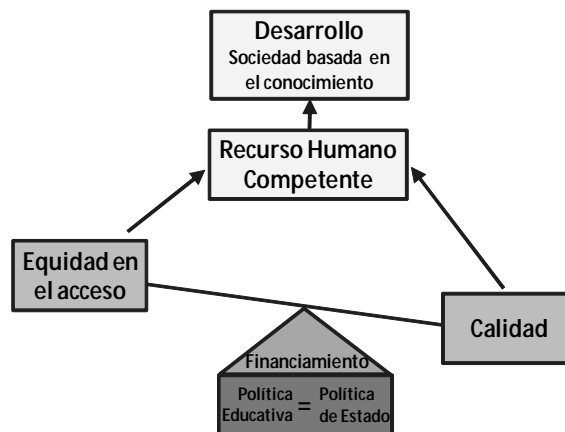 Desarrollo
Sociedad basada en
el conocimiento
Recurso Humano
Competente
Equidad en
el acceso
Calidad
Financiamiento
Política
Educativa
=
Política
de Estado